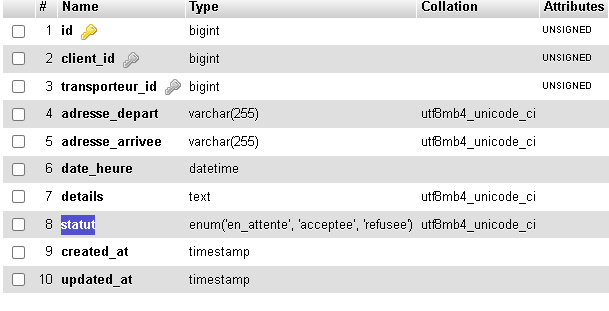 # Name Type Collation Attributes
1 id bigint UNSIGNED
2 client_id bigint UNSIGNED
3 transporteur_id bigint UNSIGNED
4 adresse_depart varchar(255) utf8mb4_unicode_ci
5 adresse_arrivee varchar(255) utf8mb4_unicode_ci
6 date_heure datetime
7 details text utf8mb4_unicode_ci
8 statut enum('en_attente', 'acceptee', 'refusee') utf8mb4_unicode_ci
9 created_at timestamp
10 updated_at timestamp